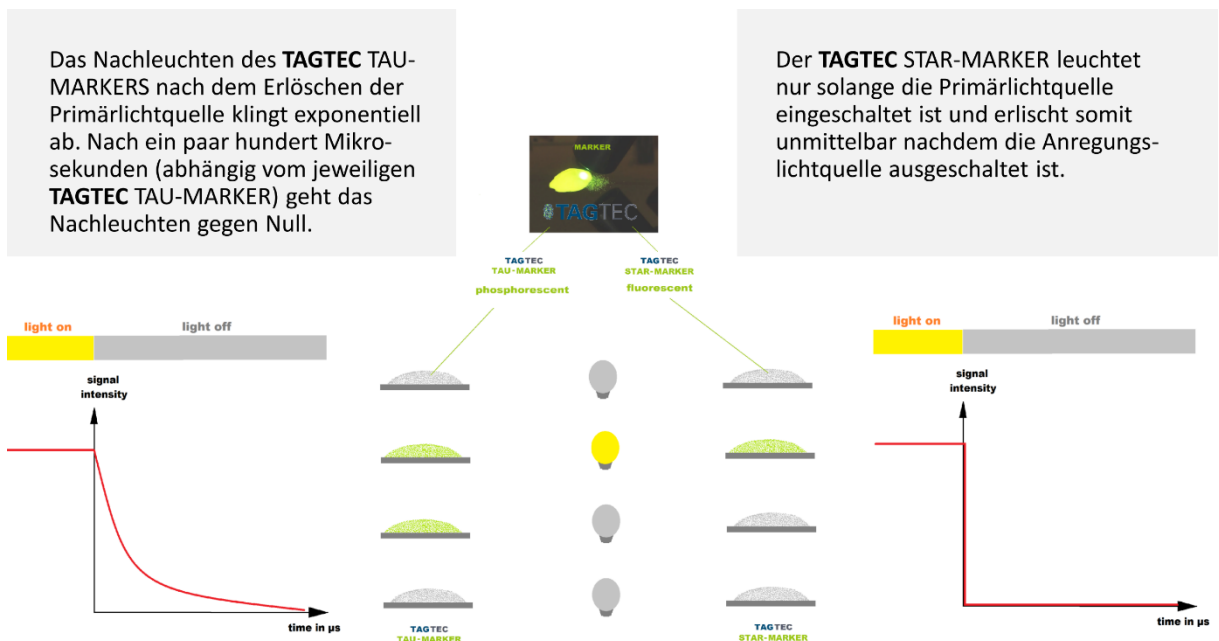 Das Nachleuchten des TAGTEC TAU-
MARKERS nach dem Erlöschen der
Primärlichtquelle klingt exponentiell
ab. Nach ein paar hundert Mikro-
sekunden (abhängig vom jeweiligen
TAGTEC TAU-MARKER) geht das
Nachleuchten gegen Null.
Der TAGTEC STAR-MARKER leuchtet
nur solange die Primärlichtquelle
eingeschaltet ist und erlischt somit
unmittelbar nachdem die Anregungs-
lichtquelle ausgeschaltet ist.
MARKER
TAGTEC
TAGTEC
TAU-MARKER
phosphorescent
TAGTEC
STAR-MARKER
fluorescent
light on light off
signal
intensity
time in µs
light on light off
signal
intensity
time in µs
TAGTEC
TAU-MARKER
TAGTEC
STAR-MARKER